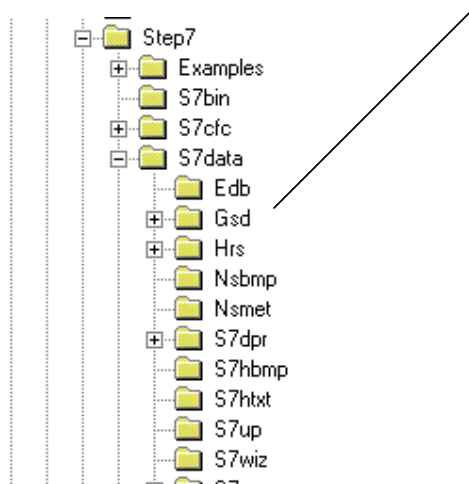 Step7
Examples
S7bin
S7cfc
S7data
Edb
Gsd
Hrs
Nsbmp
Nsmet
S7dpr
S7hbmp
S7htxt
S7up
S7wiz